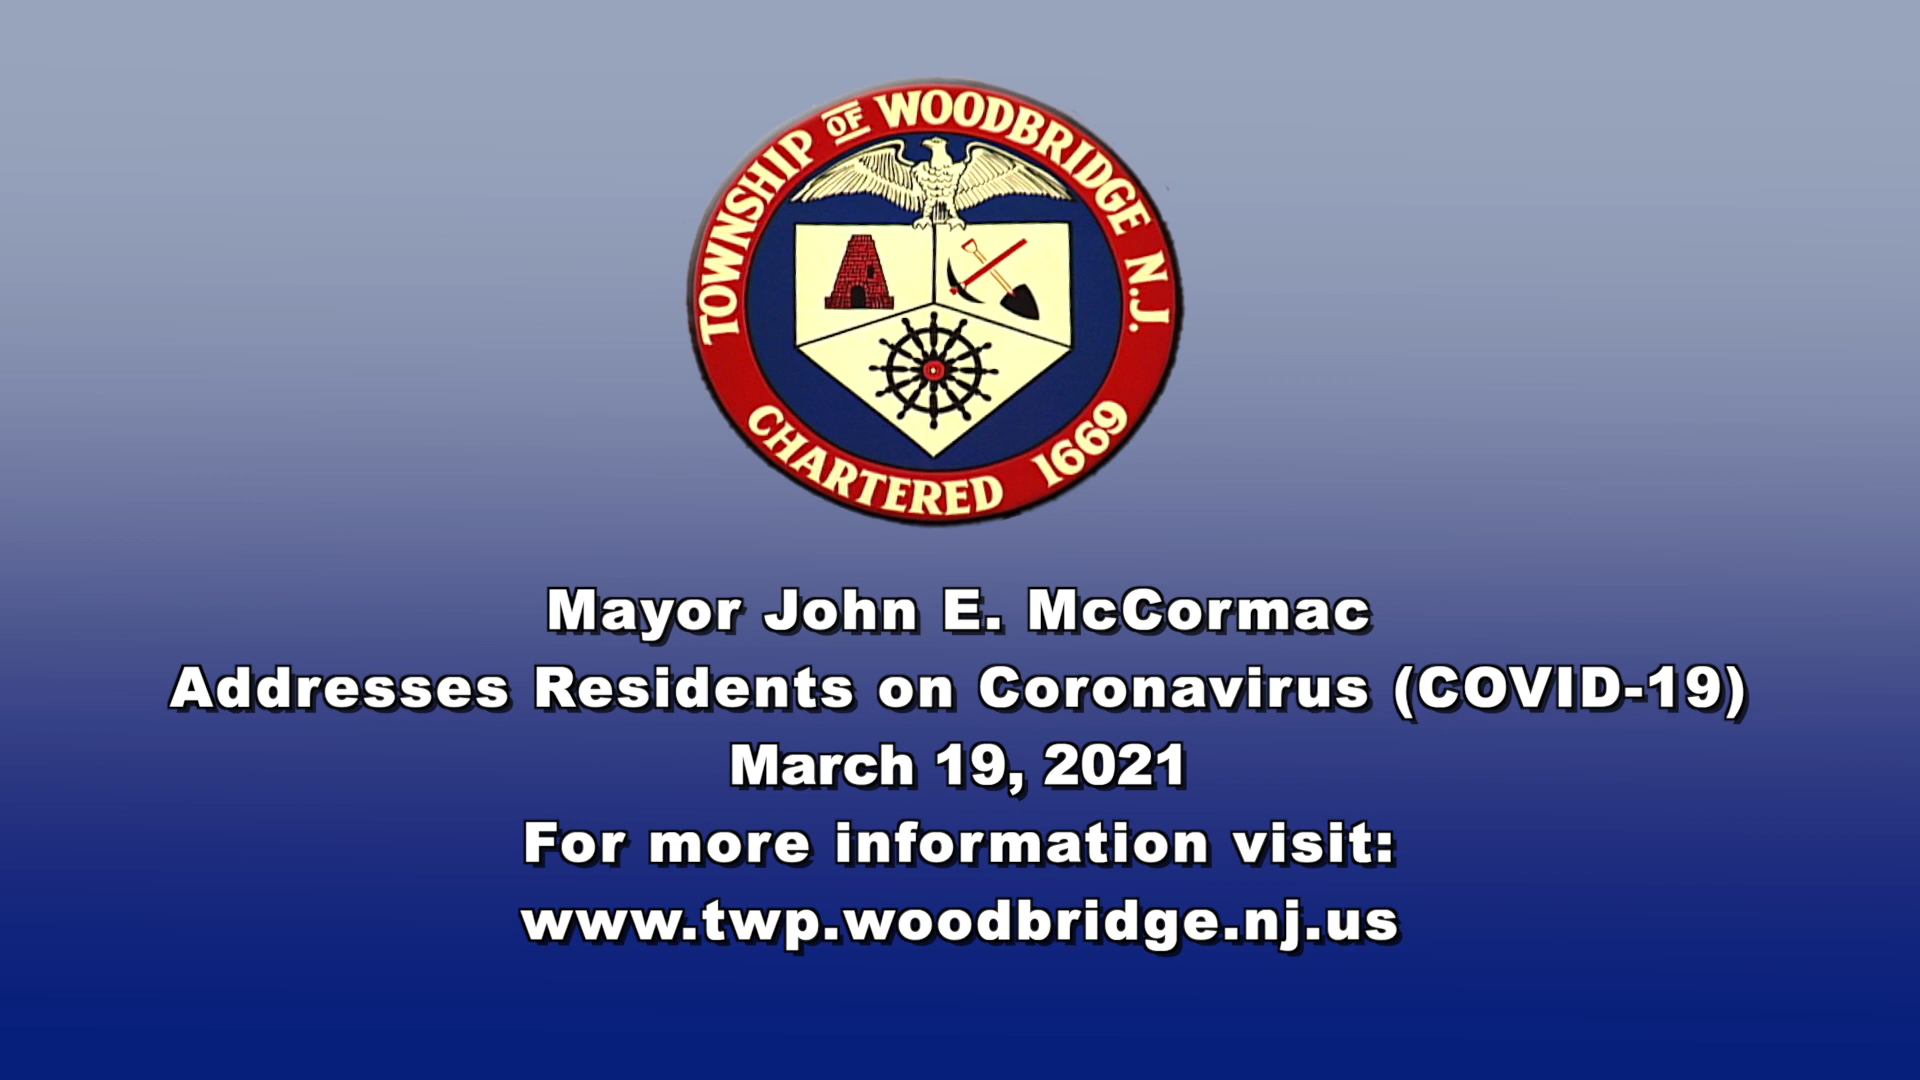 TOWNSHIP OF WOODBRIDGE N.J.
CHARTERED 1669
Mayor John E. McCormac
Addresses Residents on Coronavirus (COVID-19)
March 19, 2021
For more information visit:
www.twp.woodbridge.nj.us